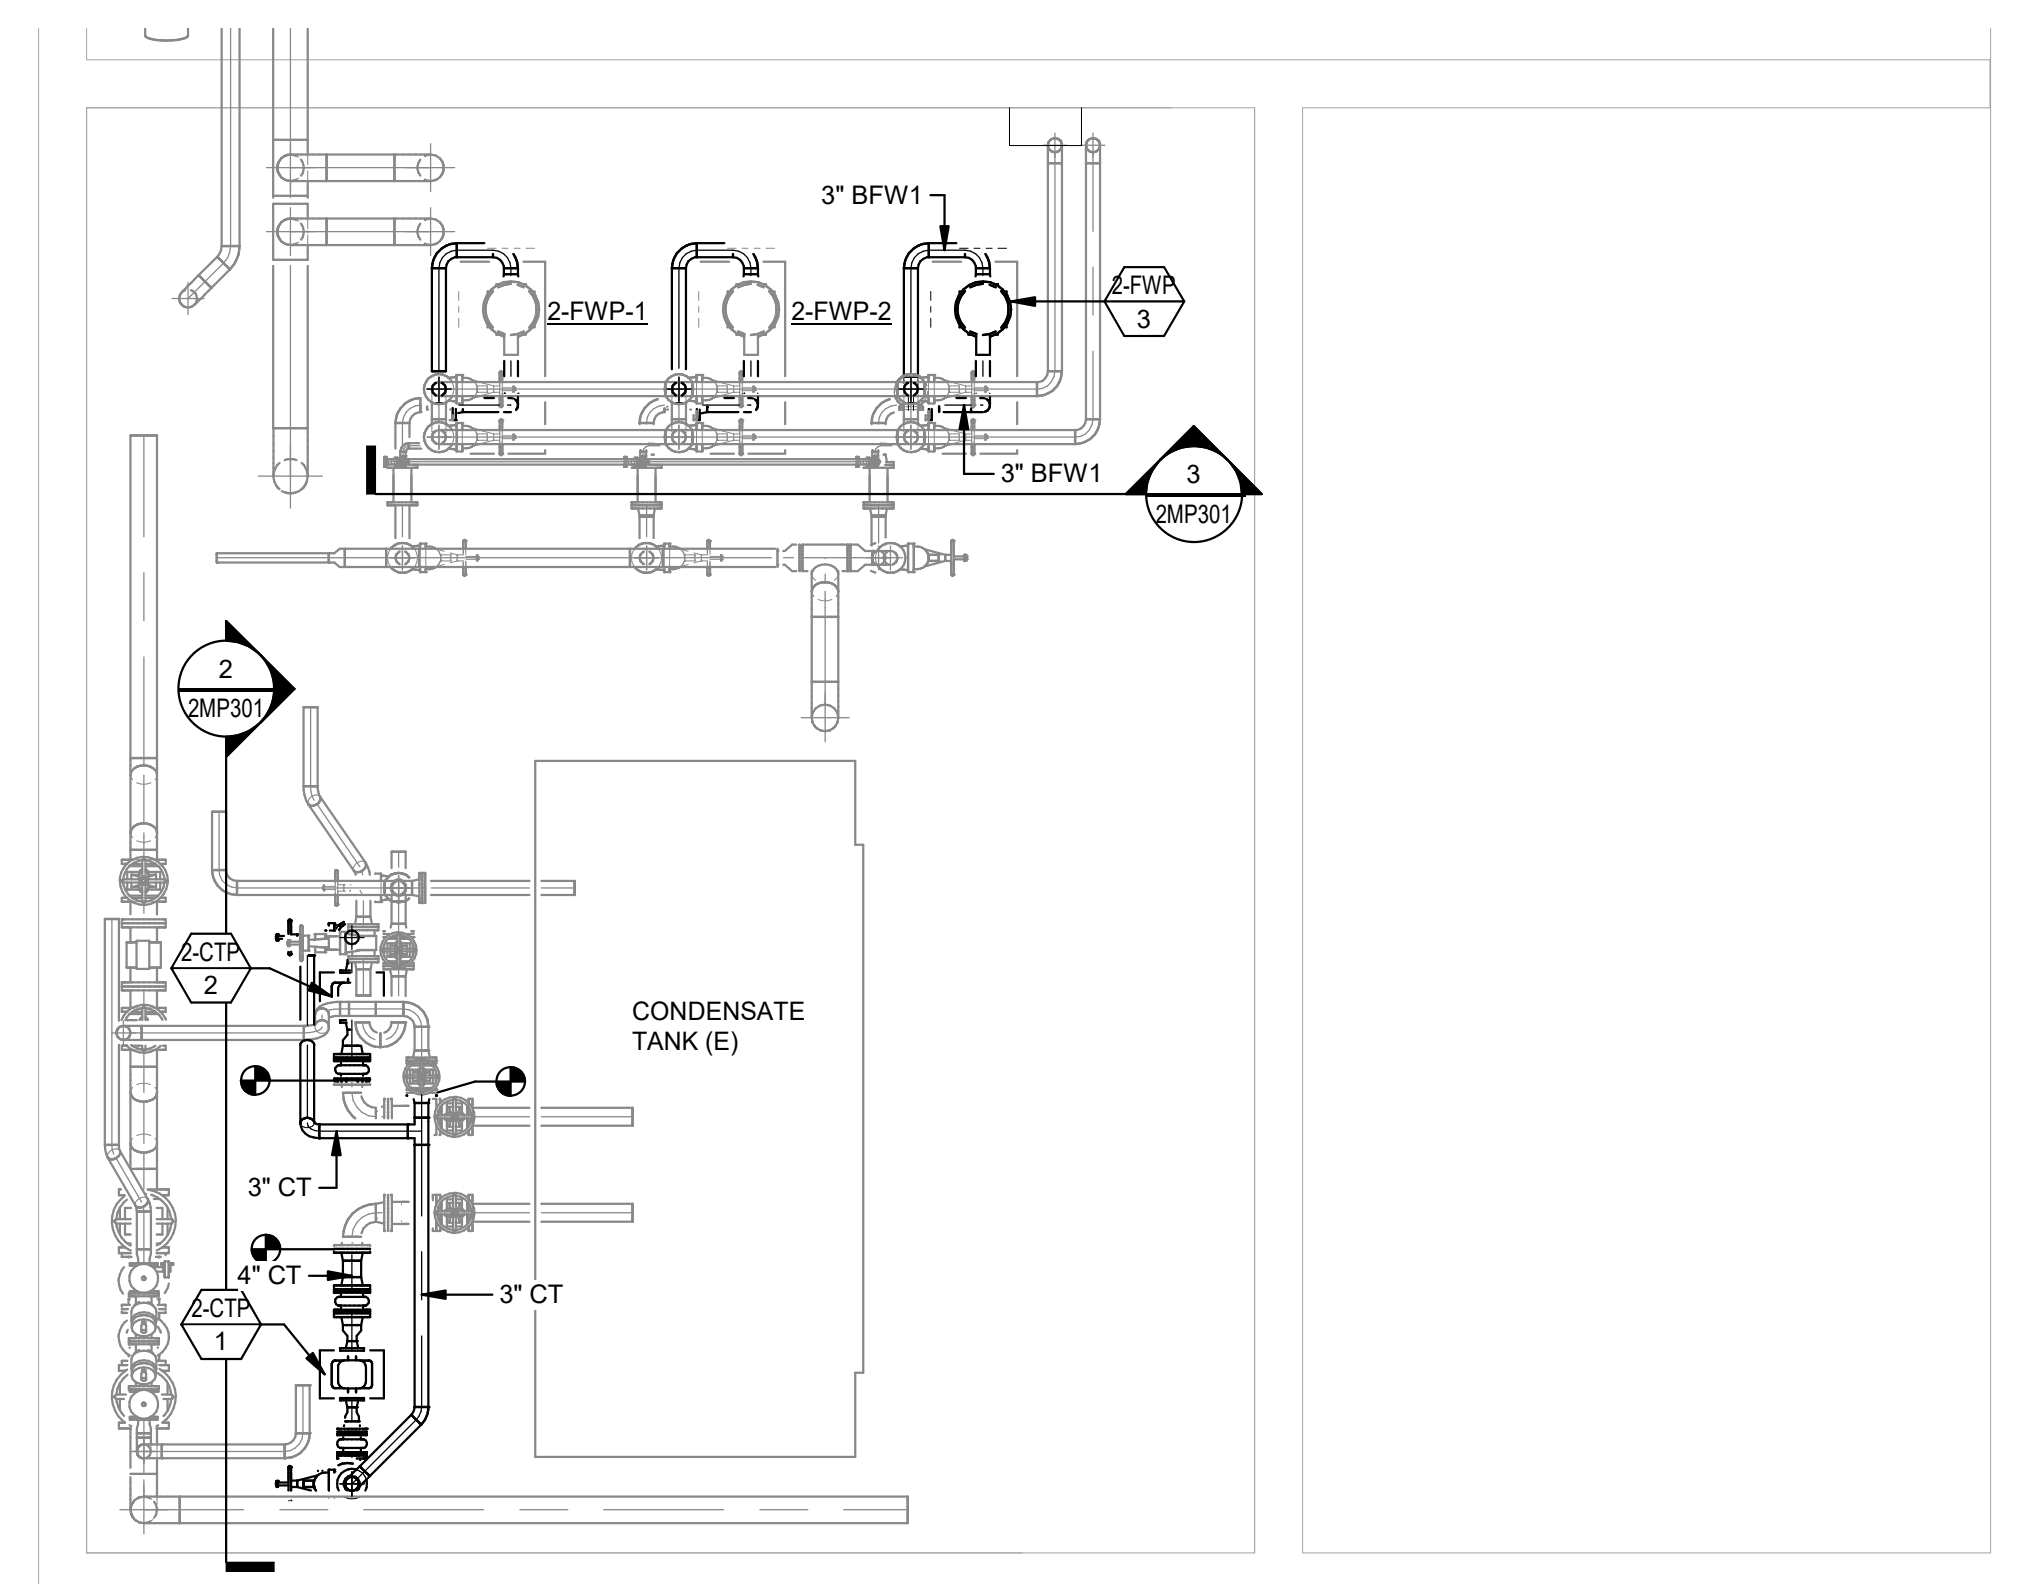 3" BFW1
2-FWP
3
2-FWP-1
2-FWP-2
3" BFW1
3
2MP301
2
2MP301
2-CTP
2
CONDENSATE
TANK (E)
3" CT
4" CT
3" CT
2-CTP
1